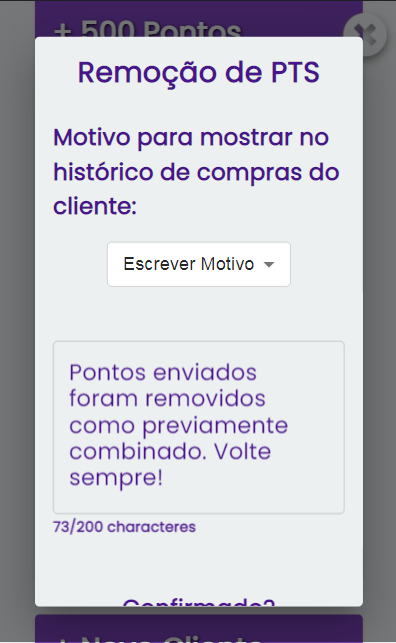 + 500 Pontos
Remoção de PTS
Motivo para mostrar no
histórico de compras do
cliente:
Escrever Motivo
Pontos enviados
foram removidos
como previamente
combinado. Volte
sempre!
73/200 characteres
Confirmado?
+ Novo Cliente